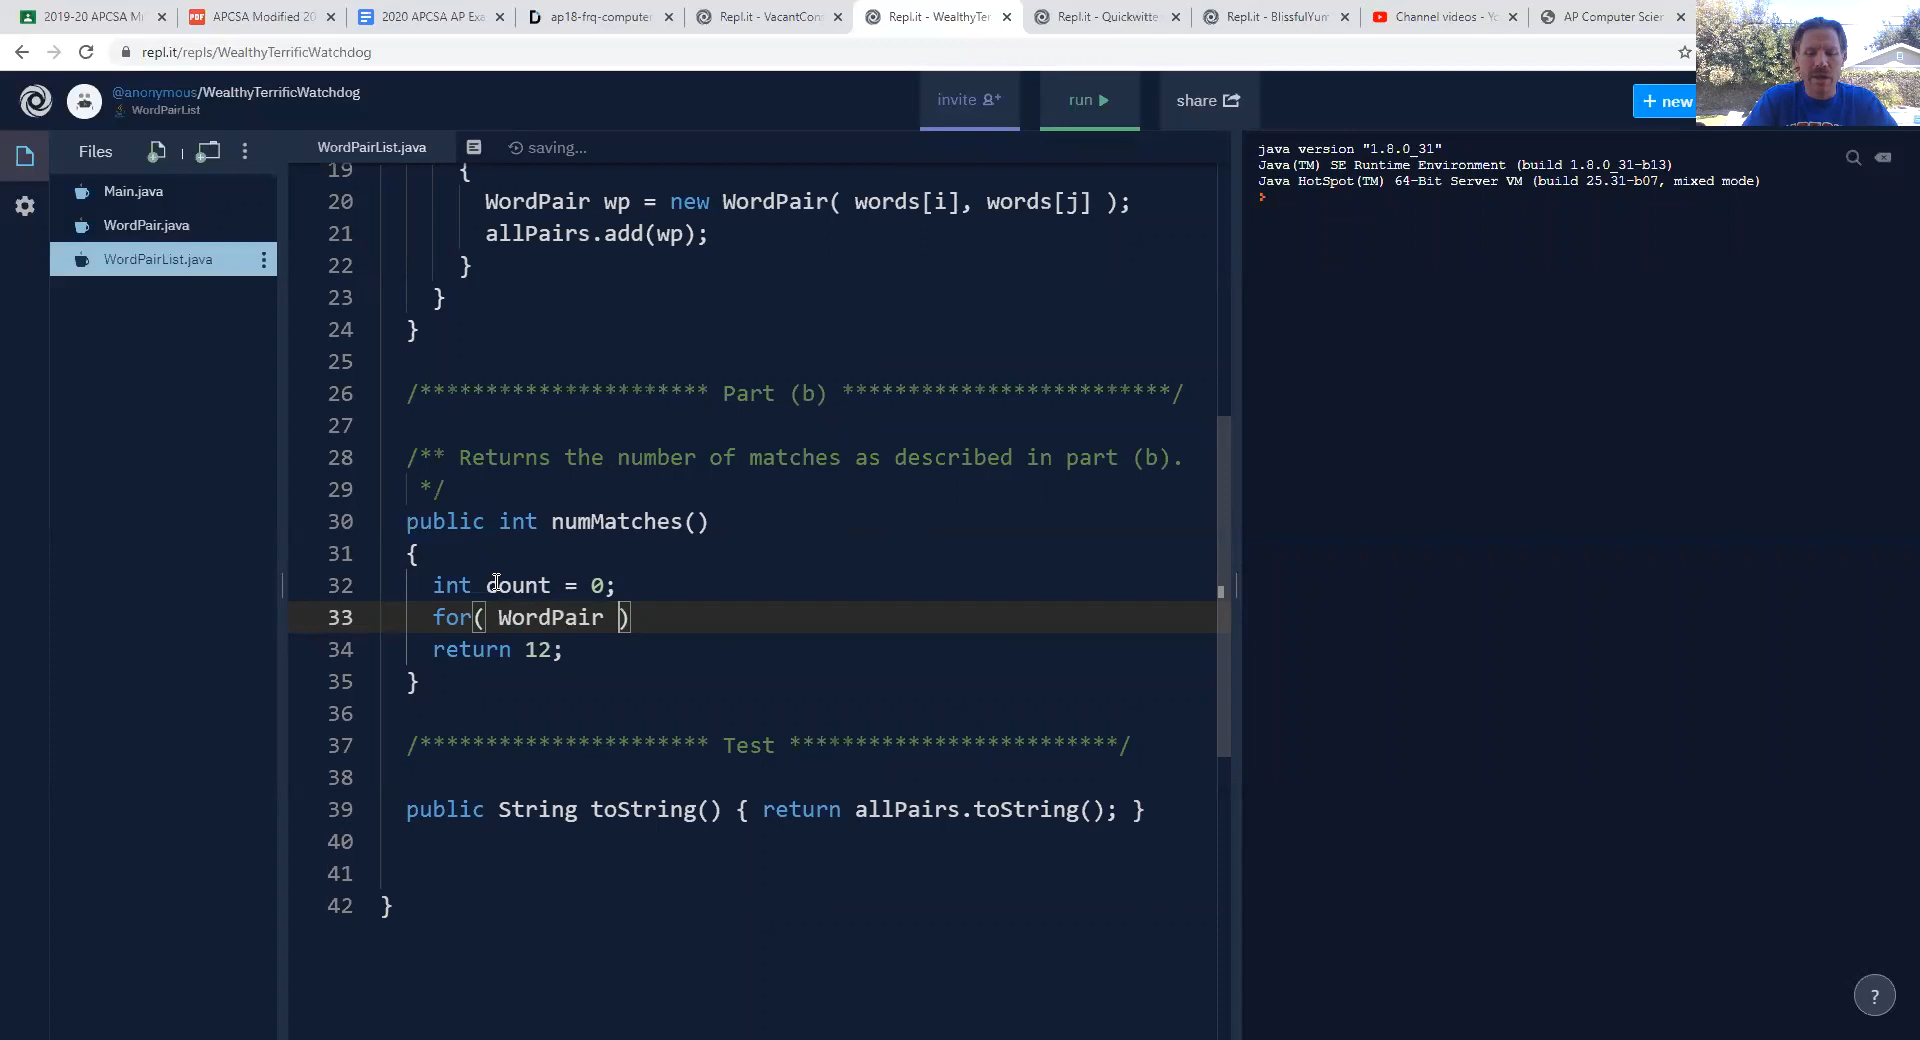 2019-20 APCSA M
APCSA Modified 20
2020 APCSA AP Exa
ap18-frq-computer
Repl.it - VacantCons
Repl.it - WealthyTer
Repl.it - Quickwitte
Repl.it - BlissfulYum
Channel videos - Yo
AP Computer Scien
repl.it/repls/WealthyTerrificWatchdog
@anonymous/WealthyTerrificWatchdog
WordPairList
invite
run
share
+ new
Files
WordPairList.java
saving...
Main.java
WordPair.java
WordPairList.java
19 {
20 WordPair wp = new WordPair( words[i], words[j] );
21 allPairs.add(wp);
22 }
23 }
24 }
25
26 /********************** Part (b) *************************/
27
28 /** Returns the number of matches as described in part (b).
29 */
30 public int numMatches()
31 {
32 int count = 0;
33 for( WordPair )
34 return 12;
35 }
36
37 /********************** Test *************************/
38
39 public String toString() { return allPairs.toString(); }
40
41
42 }
java version "1.8.0_31"
Java(TM) SE Runtime Environment (build 1.8.0_31-b13)
Java HotSpot(TM) 64-Bit Server VM (build 25.31-b07, mixed mode)
?